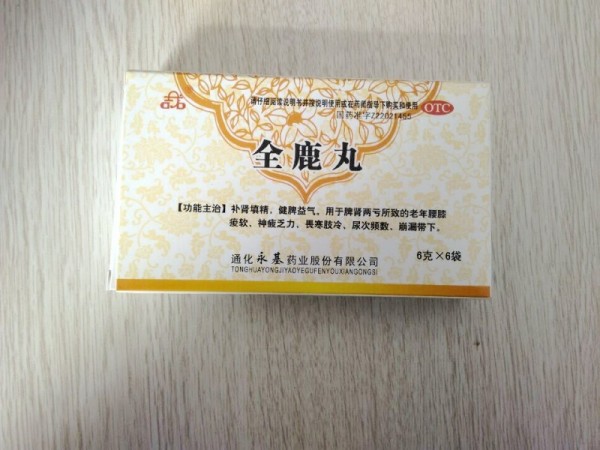 请仔细阅读说明书并按说明使用或在药师指导下购买和使用
OTC
国药准字Z22021455
全鹿丸
【功能主治】补肾填精,健脾益气。用于脾肾两亏所致的老年腰膝
痠软、神疲乏力、畏寒肢冷、尿次频数、崩漏带下。
通化永基药业股份有限公司
TONGHUAYONGJIYAOYEGUFENYOUXIANGONGSI
6克×6袋